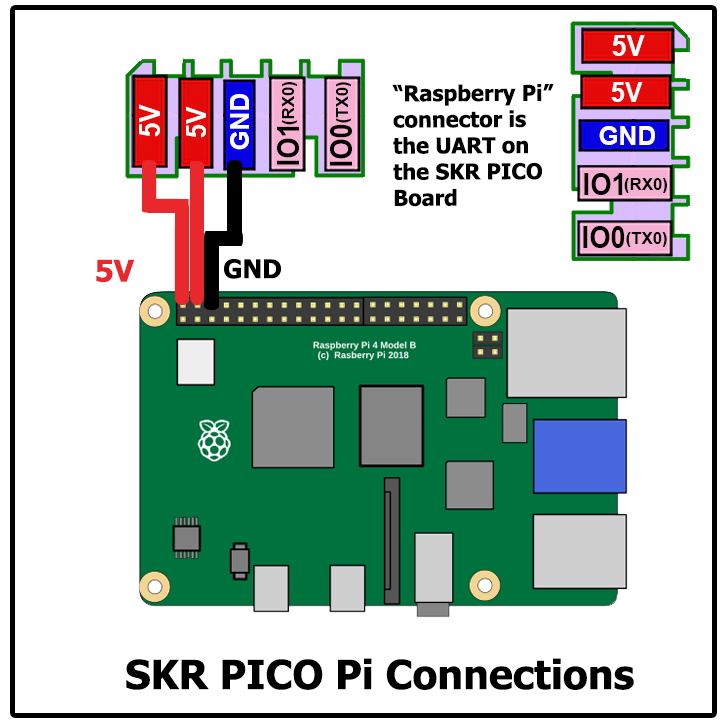 5V
5V
GND
IO1(RX0)
IO0(TX0)
“Raspberry Pi”
connector is
the UART on
the SKR PICO
Board
5V
5V
GND
IO1(RX0)
IO0(TX0)
5V
GND
Raspberry Pi 4 Model B
(c) Rasberry Pi 2018
SKR PICO Pi Connections